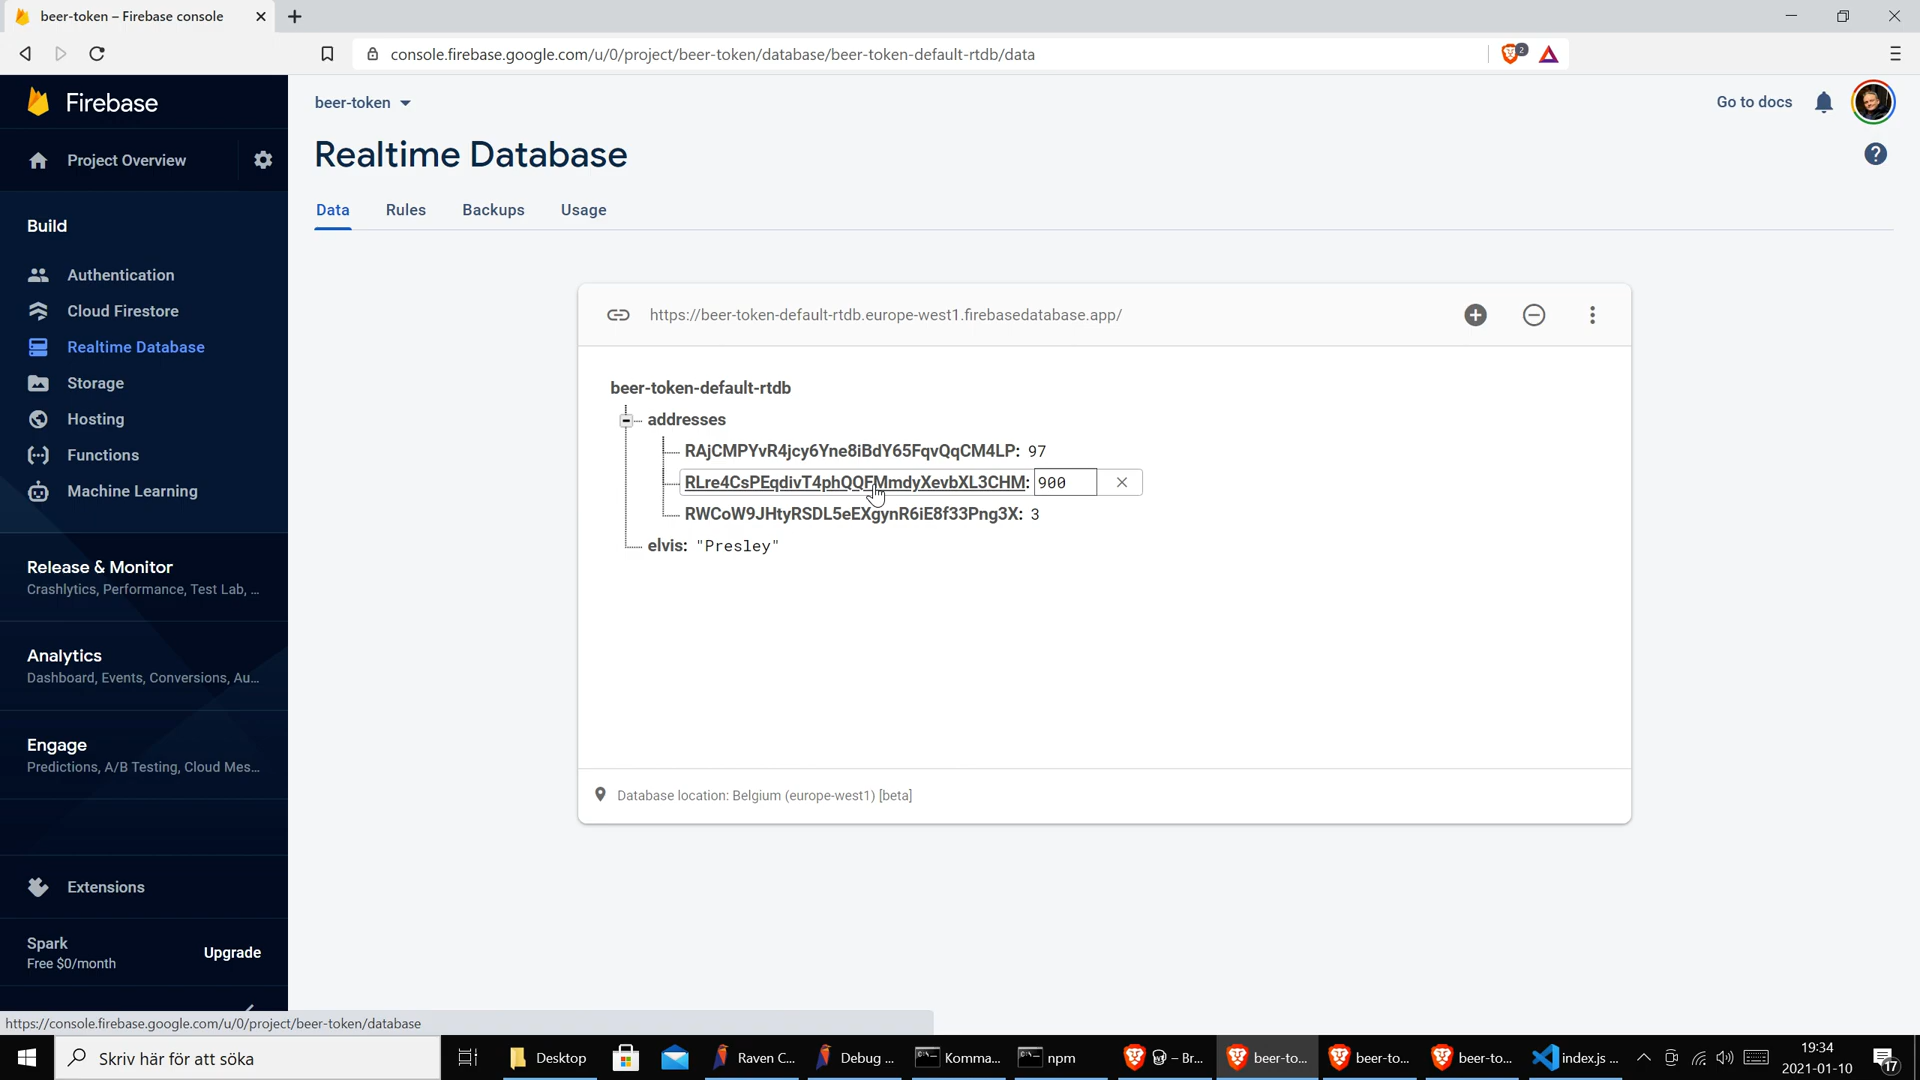 beer-token – Firebase console
console.firebase.google.com/u/0/project/beer-token/database/beer-token-default-rtdb/data
2
Firebase
beer-token
Go to docs
Project Overview
Realtime Database
?
Data Rules Backups Usage
Build
Authentication
Cloud Firestore
Realtime Database
Storage
Hosting
Functions
Machine Learning
https://beer-token-default-rtdb.europe-west1.firebasedatabase.app/
beer-token-default-rtdb
addresses
RAjCMPYvR4jcy6Yne8iBdY65FqvQqCM4LP: 97
RLre4CsPEqdivT4phQQFMmdyXevbXL3CHM: 900
RWCoW9JHtyRSDL5eEXgynR6iE8f33Png3X: 3
elvis: "Presley"
Release & Monitor
Crashlytics, Performance, Test Lab, ...
Analytics
Dashboard, Events, Conversions, Au...
Engage
Predictions, A/B Testing, Cloud Mes...
Database location: Belgium (europe-west1) [beta]
Extensions
Spark
Free $0/month
Upgrade
https://console.firebase.google.com/u/0/project/beer-token/database
Skriv här för att söka
Desktop
Raven C...
Debug ...
Komma...
npm
– Br...
beer-to...
beer-to...
beer-to...
index.js ...
19:34
2021-01-10
17